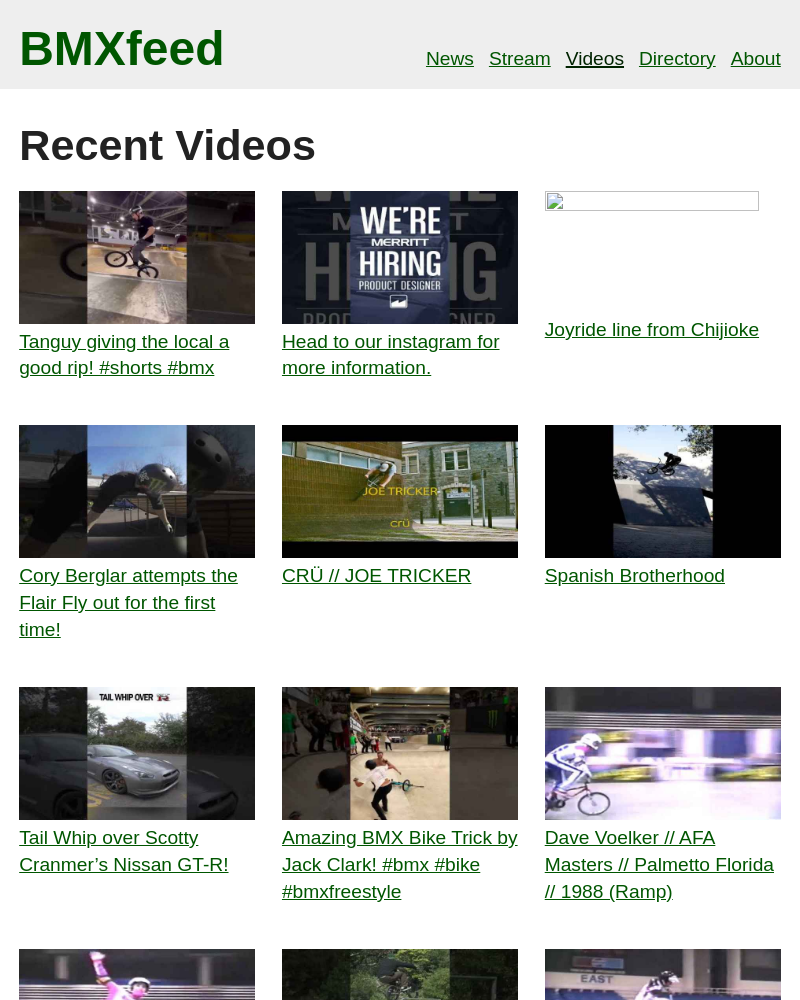 BMXfeed
News Stream Videos Directory About
Recent Videos
WE'RE
MERRITT
HIRING
PRODUCT DESIGNER
Tanguy giving the local a
good rip! #shorts #bmx
Head to our instagram for
more information.
Joyride line from Chijioke
JOE TRICKER
CRÜ
Cory Berglar attempts the
Flair Fly out for the first
time!
CRÜ // JOE TRICKER
Spanish Brotherhood
TAIL WHIP OVER
Tail Whip over Scotty
Cranmer’s Nissan GT-R!
Amazing BMX Bike Trick by
Jack Clark! #bmx #bike
#bmxfreestyle
Dave Voelker // AFA
Masters // Palmetto Florida
// 1988 (Ramp)
EAST